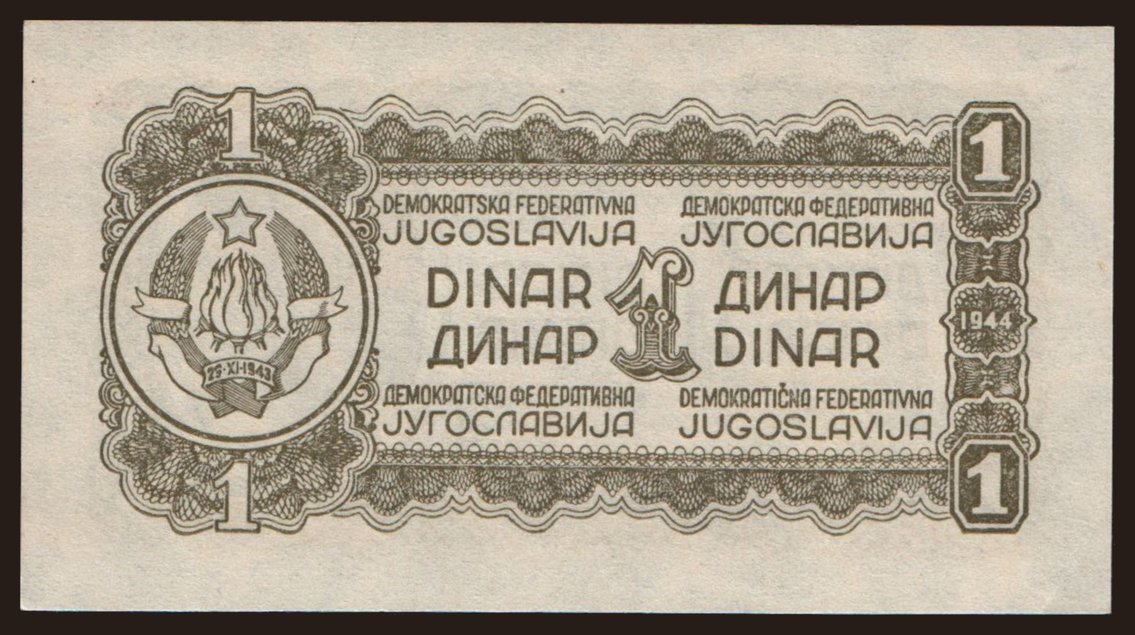 1
1
DEMOKRATSKA FEDERATIVNA
JUGOSLAVIJA
ДЕМОКРАТСКА ФЕДЕРАТИВНА
ЈУГОСЛАВИЈА
DINAR
ДИНАР
1
ДИНАР
DINAR
1944
29·XI·1943
ДЕМОКРАТСКА ФЕДЕРАТИВНА
ЈУГОСЛАВИЈА
DEMOKRATIČNA FEDERATIVNA
JUGOSLAVIJA
1
1